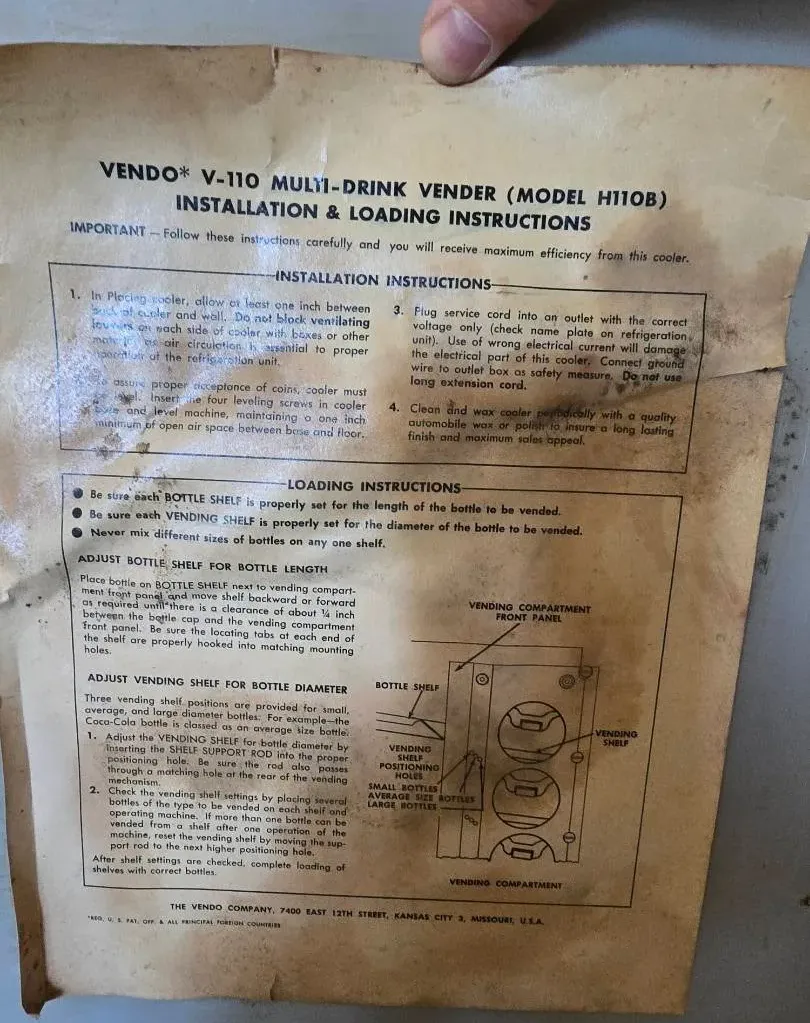 VENDO* V-110 MULTI-DRINK VENDER (MODEL H110B)
INSTALLATION & LOADING INSTRUCTIONS
IMPORTANT — Follow these instructions carefully and you will receive maximum efficiency from this cooler.
INSTALLATION INSTRUCTIONS
1. In Placing cooler, allow at least one inch between
back of cooler and wall. Do not block ventilating
louvers on each side of cooler with boxes or other
as air circulation is essential to proper
operation of the refrigeration unit.
To assure proper acceptance of coins, cooler must
be level. Insert the four leveling screws in cooler
base and level machine, maintaining a one inch
minimum of open air space between base and floor.
3. Plug service cord into an outlet with the correct
voltage only (check name plate on refrigeration
unit). Use of wrong electrical current will damage
the electrical part of this cooler. Connect ground
wire to outlet box as safety measure. Do not use
long extension cord.
4. Clean and wax cooler periodically with a quality
automobile wax or polish to insure a long lasting
finish and maximum sales appeal.
LOADING INSTRUCTIONS
● Be sure each BOTTLE SHELF is properly set for the length of the bottle to be vended.
● Be sure each VENDING SHELF is properly set for the diameter of the bottle to be vended.
● Never mix different sizes of bottles on any one shelf.
ADJUST BOTTLE SHELF FOR BOTTLE LENGTH
Place bottle on BOTTLE SHELF next to vending compart-
ment front panel and move shelf backward or forward
as required until there is a clearance of about ¼ inch
between the bottle cap and the vending compartment
front panel. Be sure the locating tabs at each end of
the shelf are properly hooked into matching mounting
holes.
ADJUST VENDING SHELF FOR BOTTLE DIAMETER
Three vending shelf positions are provided for small,
average, and large diameter bottles. For example—the
Coca-Cola bottle is classed as an average size bottle.
1. Adjust the VENDING SHELF for bottle diameter by
inserting the SHELF SUPPORT ROD into the proper
positioning hole. Be sure the rod also passes
through a matching hole at the rear of the vending
mechanism.
2. Check the vending shelf settings by placing several
bottles of the type to be vended on each shelf and
operating machine. If more than one bottle can be
vended from a shelf after one operation of the
machine, reset the vending shelf by moving the sup-
port rod to the next higher positioning hole.
After shelf settings are checked, complete loading of
shelves with correct bottles.
VENDING COMPARTMENT
FRONT PANEL
BOTTLE SHELF
VENDING
SHELF
VENDING
SHELF
POSITIONING
HOLES
SMALL BOTTLES
AVERAGE SIZE BOTTLES
LARGE BOTTLES
VENDING COMPARTMENT
THE VENDO COMPANY, 7400 EAST 12TH STREET, KANSAS CITY 3, MISSOURI, U.S.A.
*REG. U. S. PAT. OFF. & ALL PRINCIPAL FOREIGN COUNTRIES